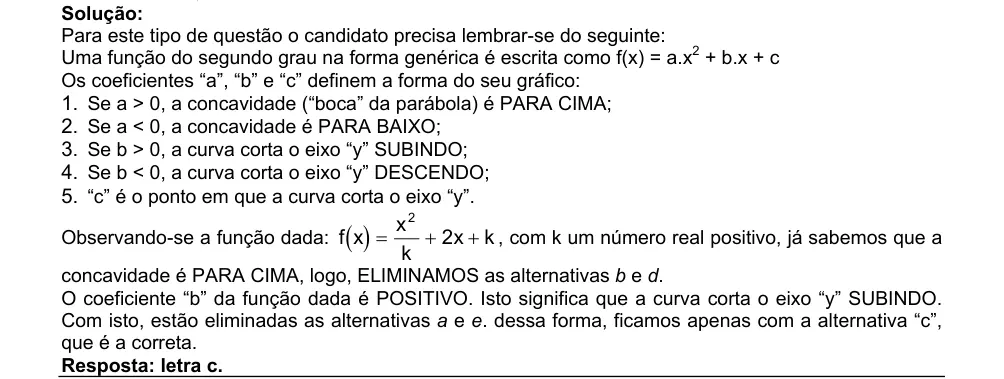 Solução:
Para este tipo de questão o candidato precisa lembrar-se do seguinte:
Uma função do segundo grau na forma genérica é escrita como f(x) = a.x² + b.x + c
Os coeficientes “a”, “b” e “c” definem a forma do seu gráfico:
1. Se a > 0, a concavidade (“boca” da parábola) é PARA CIMA;
2. Se a < 0, a concavidade é PARA BAIXO;
3. Se b > 0, a curva corta o eixo “y” SUBINDO;
4. Se b < 0, a curva corta o eixo “y” DESCENDO;
5. “c” é o ponto em que a curva corta o eixo “y”.
Observando-se a função dada: f(x) = x²/k + 2x + k, com k um número real positivo, já sabemos que a
concavidade é PARA CIMA, logo, ELIMINAMOS as alternativas b e d.
O coeficiente “b” da função dada é POSITIVO. Isto significa que a curva corta o eixo “y” SUBINDO.
Com isto, estão eliminadas as alternativas a e e. dessa forma, ficamos apenas com a alternativa “c”,
que é a correta.
Resposta: letra c.